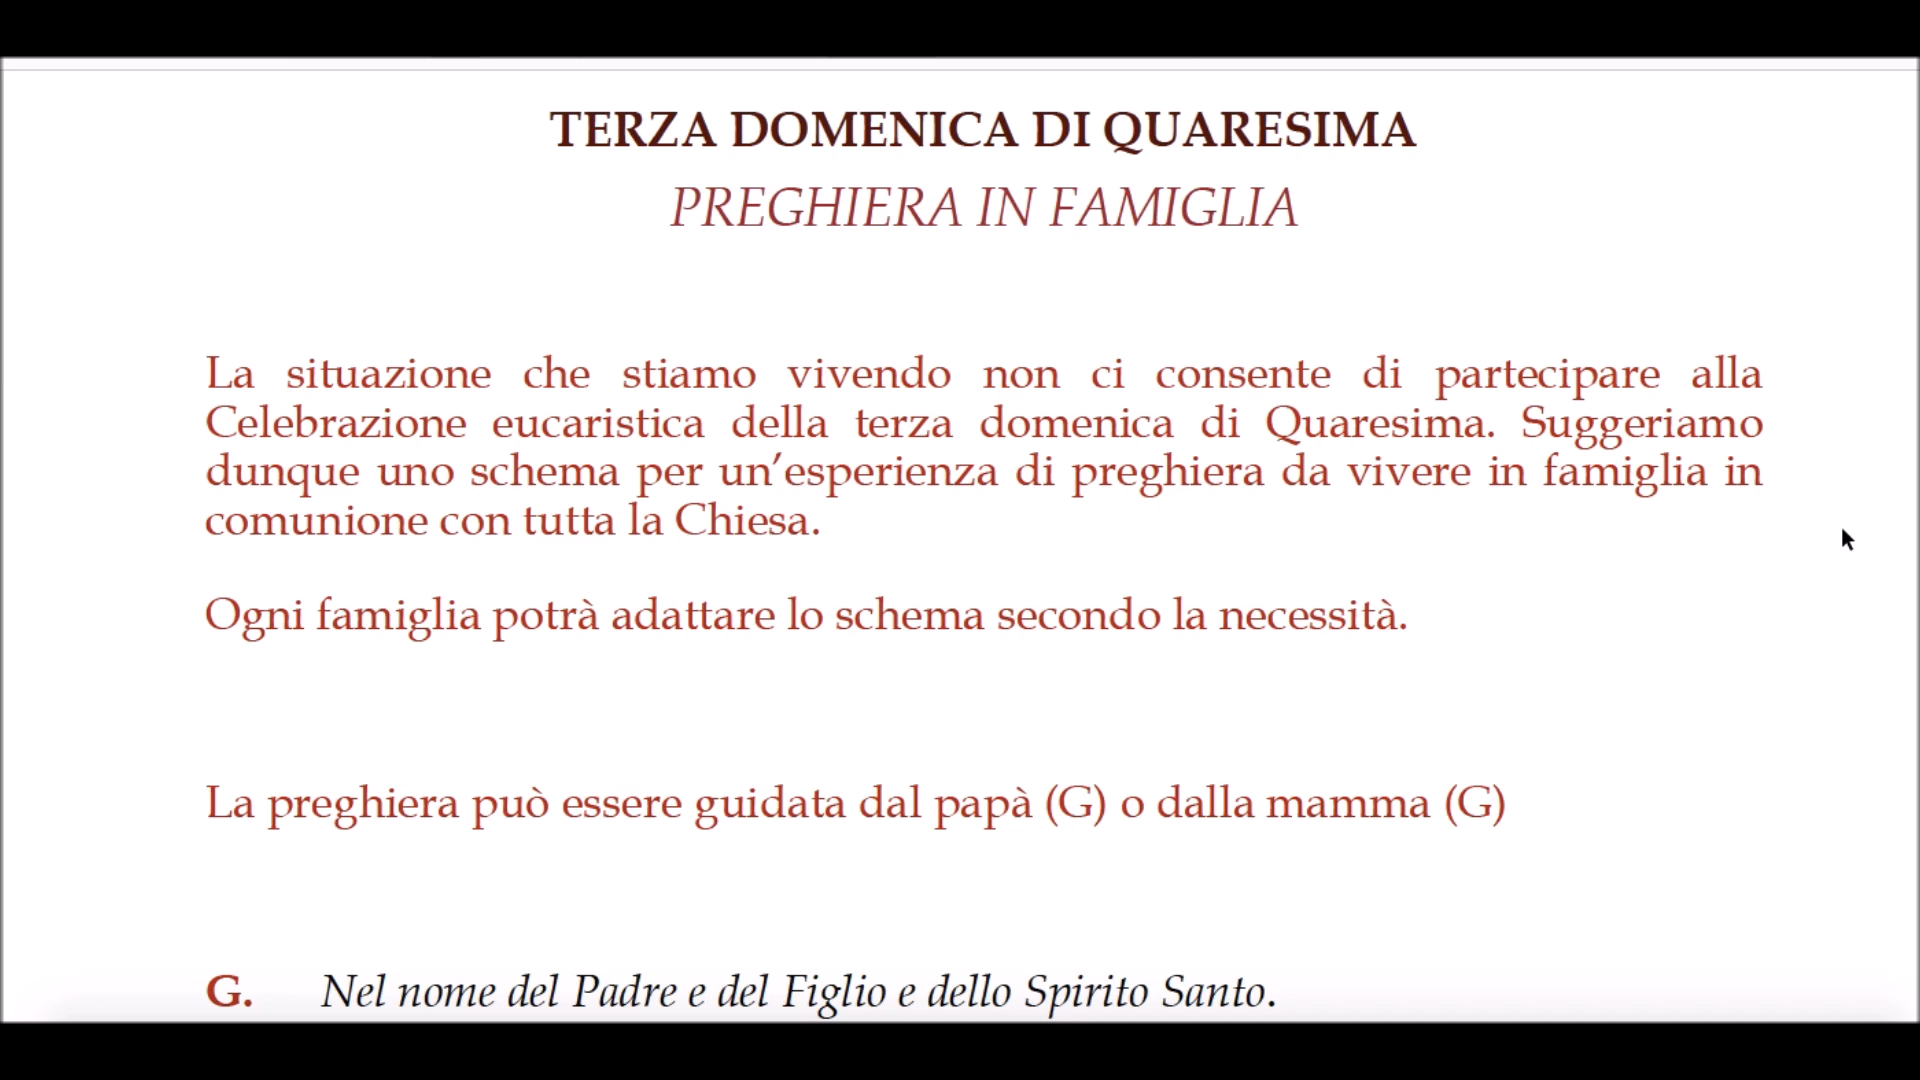 TERZA DOMENICA DI QUARESIMA
PREGHIERA IN FAMIGLIA
La situazione che stiamo vivendo non ci consente di partecipare alla
Celebrazione eucaristica della terza domenica di Quaresima. Suggeriamo
dunque uno schema per un’esperienza di preghiera da vivere in famiglia in
comunione con tutta la Chiesa.
Ogni famiglia potrà adattare lo schema secondo la necessità.
La preghiera può essere guidata dal papà (G) o dalla mamma (G)
G. Nel nome del Padre e del Figlio e dello Spirito Santo.